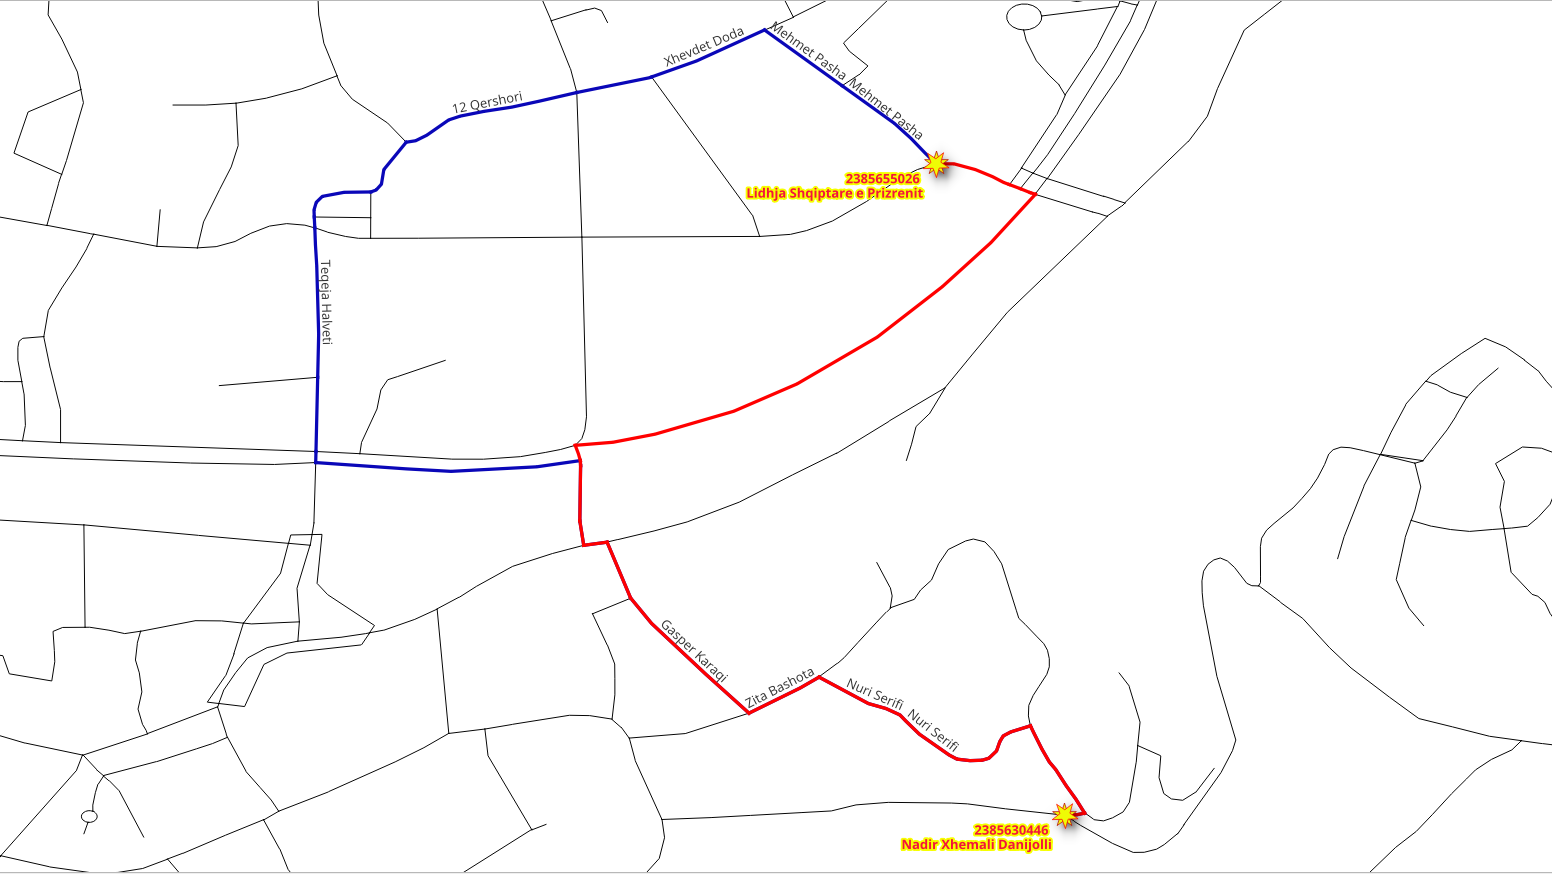 Xhevdet Doda
Mehmet Pasha
Mehmet Pasha
12 Qershori
2385655026
Lidhja Shqiptare e Prizrenit
Teqeja Halveti
Gasper Karaqi
Zita Bashota
Nuri Serifi
Nuri Serifi
2385630446
Nadir Xhemali Danijolli